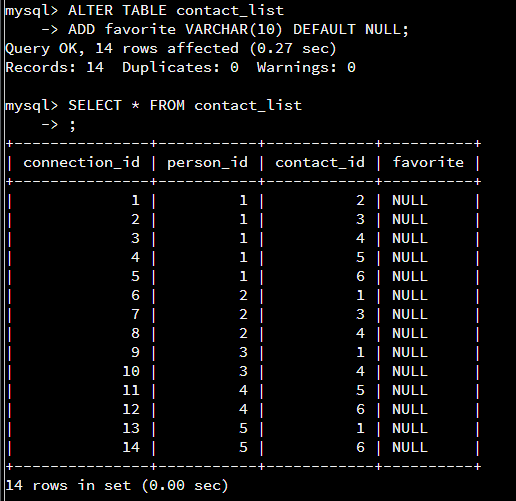 mysql> ALTER TABLE contact_list
    -> ADD favorite VARCHAR(10) DEFAULT NULL;
Query OK, 14 rows affected (0.27 sec)
Records: 14  Duplicates: 0  Warnings: 0

mysql> SELECT * FROM contact_list
    -> ;
+---------------+-----------+------------+----------+
| connection_id | person_id | contact_id | favorite |
+---------------+-----------+------------+----------+
|             1 |         1 |          2 | NULL     |
|             2 |         1 |          3 | NULL     |
|             3 |         1 |          4 | NULL     |
|             4 |         1 |          5 | NULL     |
|             5 |         1 |          6 | NULL     |
|             6 |         2 |          1 | NULL     |
|             7 |         2 |          3 | NULL     |
|             8 |         2 |          4 | NULL     |
|             9 |         3 |          1 | NULL     |
|            10 |         3 |          4 | NULL     |
|            11 |         4 |          5 | NULL     |
|            12 |         4 |          6 | NULL     |
|            13 |         5 |          1 | NULL     |
|            14 |         5 |          6 | NULL     |
+---------------+-----------+------------+----------+
14 rows in set (0.00 sec)